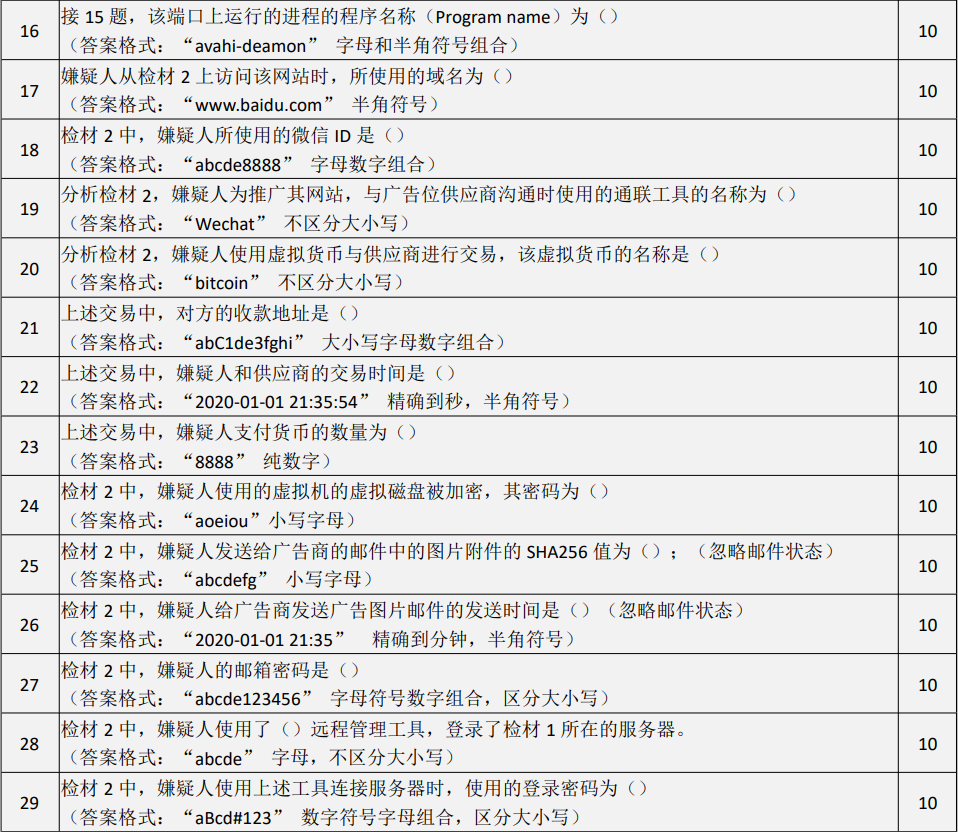 16
接 15 题，该端口上运行的进程的程序名称（Program name）为（）
（答案格式：“avahi-deamon” 字母和半角符号组合）
10
17
嫌疑人从检材 2 上访问该网站时，所使用的域名为（）
（答案格式：“www.baidu.com” 半角符号）
10
18
检材 2 中，嫌疑人所使用的微信 ID 是（）
（答案格式：“abcde8888” 字母数字组合）
10
19
分析检材 2，嫌疑人为推广其网站，与广告位供应商沟通时使用的通联工具的名称为（）
（答案格式：“Wechat” 不区分大小写）
10
20
分析检材 2，嫌疑人使用虚拟货币与供应商进行交易，该虚拟货币的名称是（）
（答案格式：“bitcoin” 不区分大小写）
10
21
上述交易中，对方的收款地址是（）
（答案格式：“abC1de3fghi” 大小写字母数字组合）
10
22
上述交易中，嫌疑人和供应商的交易时间是（）
（答案格式：“2020-01-01 21:35:54” 精确到秒，半角符号）
10
23
上述交易中，嫌疑人支付货币的数量为（）
（答案格式：“8888” 纯数字）
10
24
检材 2 中，嫌疑人使用的虚拟机的虚拟磁盘被加密，其密码为（）
（答案格式：“aoeiou”小写字母）
10
25
检材 2 中，嫌疑人发送给广告商的邮件中的图片附件的 SHA256 值为（）；（忽略邮件状态）
（答案格式：“abcdefg” 小写字母）
10
26
检材 2 中，嫌疑人给广告商发送广告图片邮件的发送时间是（）（忽略邮件状态）
（答案格式：“2020-01-01 21:35” 精确到分钟，半角符号）
10
27
检材 2 中，嫌疑人的邮箱密码是（）
（答案格式：“abcde123456” 字母符号数字组合，区分大小写）
10
28
检材 2 中，嫌疑人使用了（）远程管理工具，登录了检材 1 所在的服务器。
（答案格式：“abcde” 字母，不区分大小写）
10
29
检材 2 中，嫌疑人使用上述工具连接服务器时，使用的登录密码为（）
（答案格式：“aBcd#123” 数字符号字母组合，区分大小写）
10